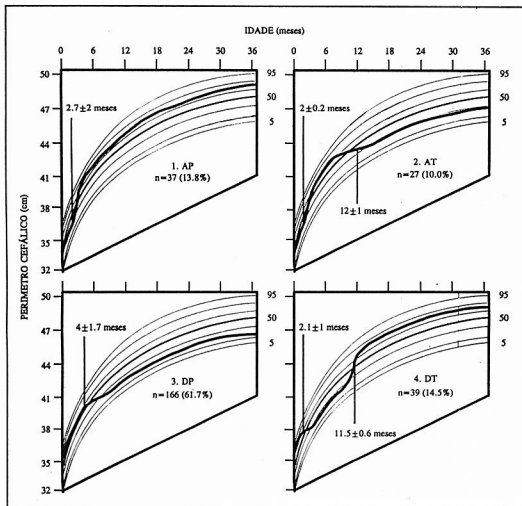 IDADE (meses)
0 6 12 18 24 30 36 0 6 12 18 24 30 36
PERIMETRO CEFÁLICO (cm)
50
47
44
41
38
35
32
2.7±2 meses
1. AP
n=37 (13.8%)
95
50
5
2±0.2 meses
2. AT
n=27 (10.0%)
12±1 meses
95
50
5
50
47
44
41
38
35
32
4±1.7 meses
3. DP
n=166 (61.7%)
95
50
5
2.1±1 meses
4. DT
n=39 (14.5%)
11.5±0.6 meses
95
50
5